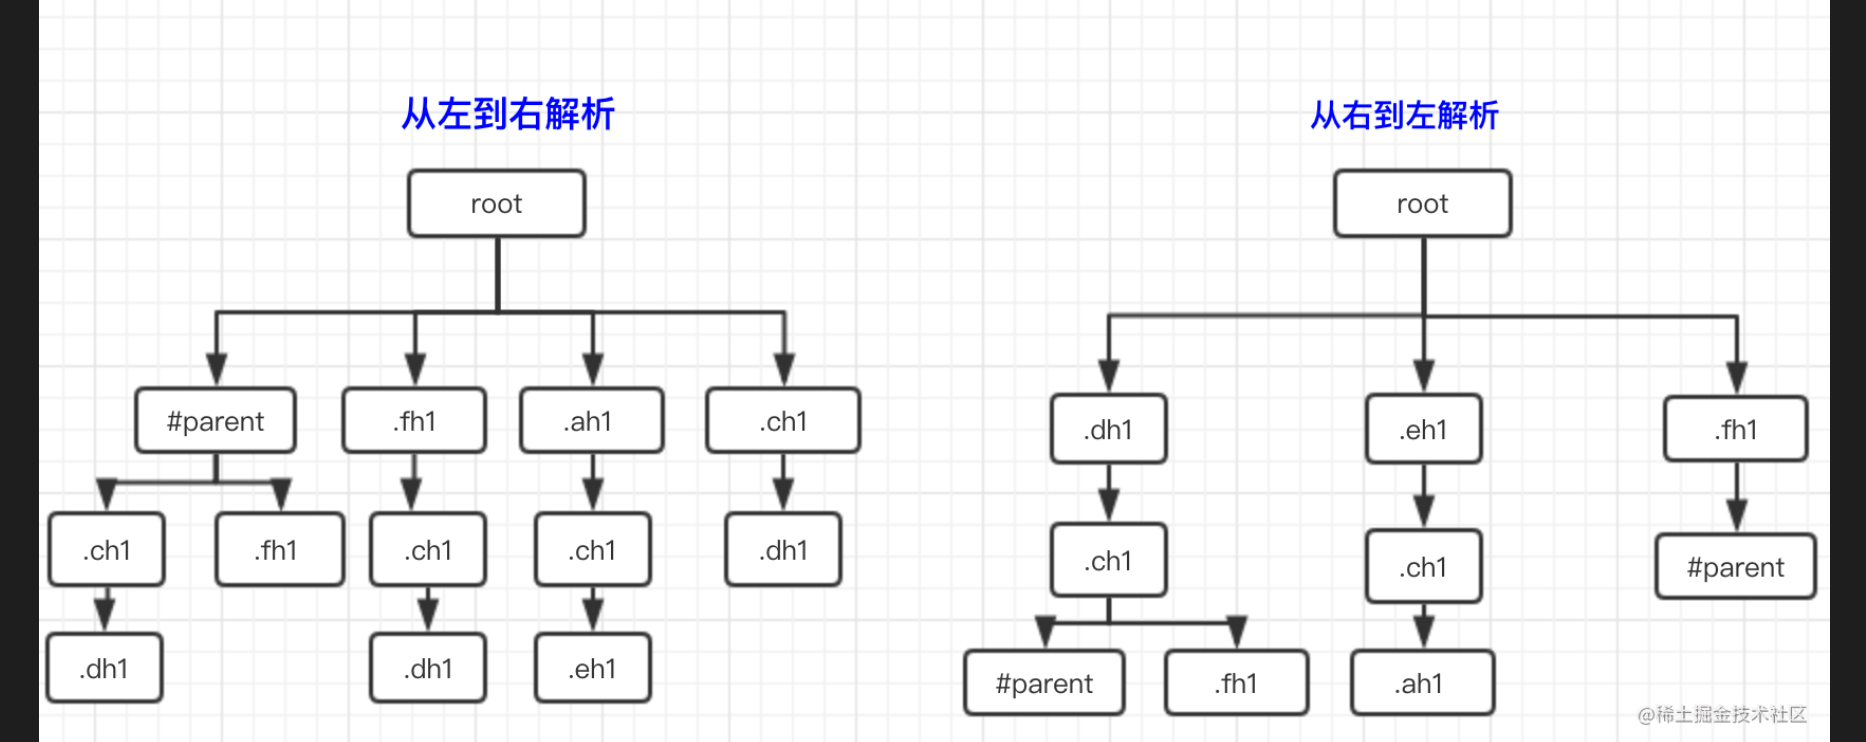 从左到右解析
root
#parent
.fh1
.ah1
.ch1
.ch1
.fh1
.ch1
.ch1
.dh1
.dh1
.dh1
.eh1
从右到左解析
root
.dh1
.eh1
.fh1
.ch1
.ch1
#parent
#parent
.fh1
.ah1
@稀土掘金技术社区